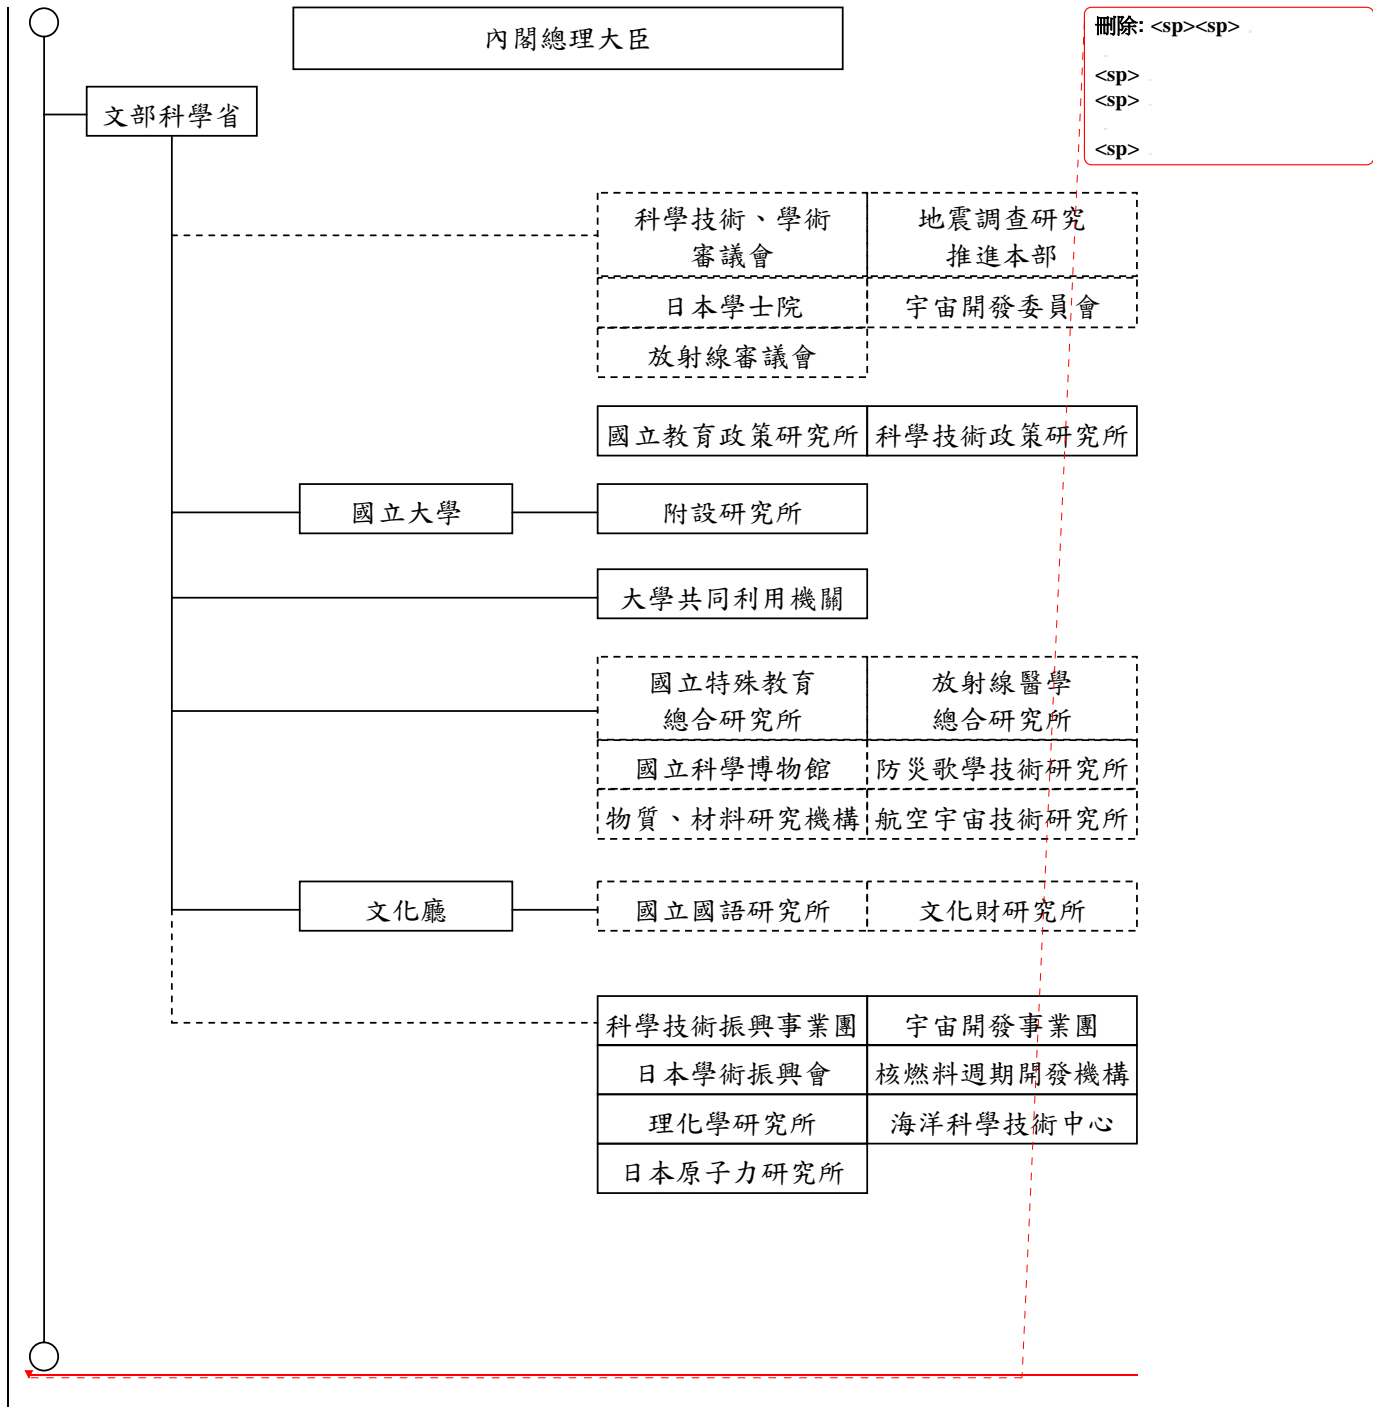 內閣總理大臣
刪除: <sp><sp>
<sp>
<sp>
<sp>
文部科學省
科學技術、學術
審議會
地震調查研究
推進本部
日本學士院
宇宙開發委員會
放射線審議會
國立教育政策研究所
科學技術政策研究所
國立大學
附設研究所
大學共同利用機關
國立特殊教育
總合研究所
放射線醫學
總合研究所
國立科學博物館
防災歌學技術研究所
物質、材料研究機構
航空宇宙技術研究所
文化廳
國立國語研究所
文化財研究所
科學技術振興事業團
宇宙開發事業團
日本學術振興會
核燃料週期開發機構
理化學研究所
海洋科學技術中心
日本原子力研究所